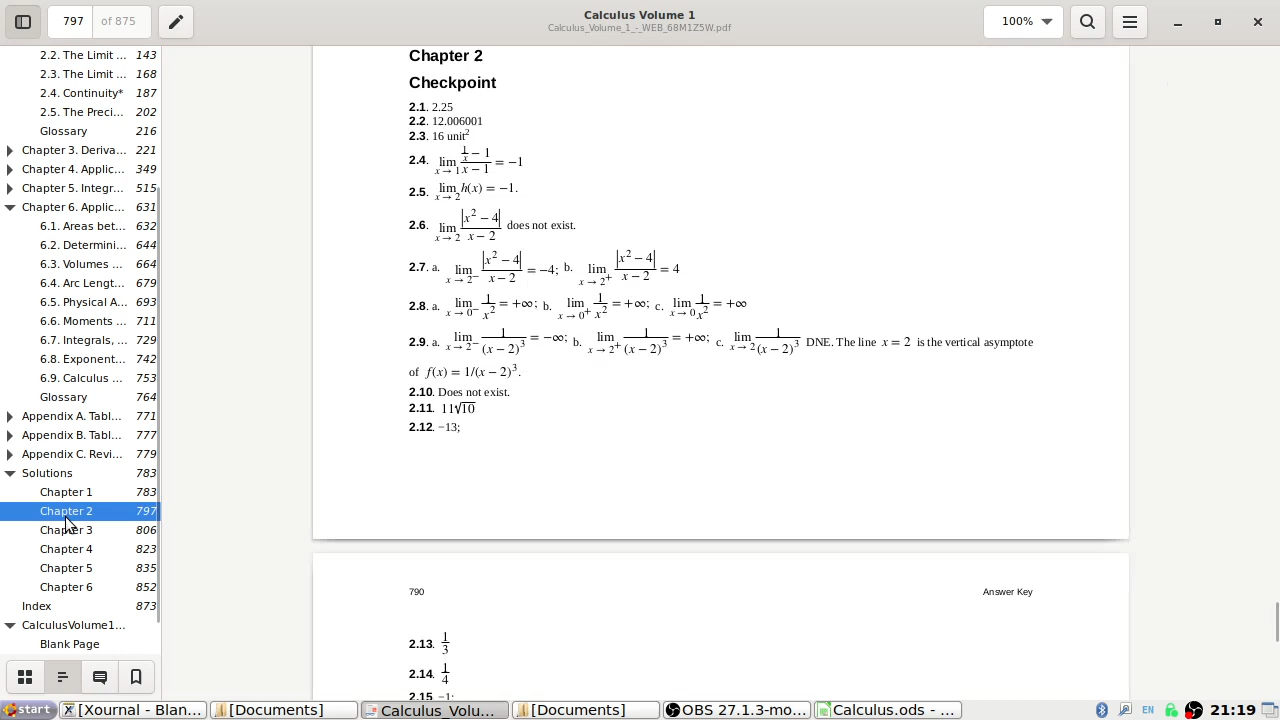 797 of 875
Calculus Volume 1
Calculus_Volume_1_-_WEB_68M1Z5W.pdf
100%
2.2. The Limit ... 143
2.3. The Limit ... 168
2.4. Continuity* 187
2.5. The Preci... 202
Glossary 216
Chapter 3. Deriva... 221
Chapter 4. Applic... 349
Chapter 5. Integr... 515
Chapter 6. Applic... 631
6.1. Areas bet... 632
6.2. Determini... 644
6.3. Volumes ... 664
6.4. Arc Lengt... 679
6.5. Physical A... 693
6.6. Moments ... 711
6.7. Integrals, ... 729
6.8. Exponent... 742
6.9. Calculus ... 753
Glossary 764
Appendix A. Tabl... 771
Appendix B. Tabl... 777
Appendix C. Revi... 779
Solutions 783
Chapter 1 783
Chapter 2 797
Chapter 3 806
Chapter 4 823
Chapter 5 835
Chapter 6 852
Index 873
CalculusVolume1...
Blank Page
Chapter 2
Checkpoint
2.1. 2.25
2.2. 12.006001
2.3. 16 unit²
2.4. lim x → 1 (1/x − 1)/(x − 1) = −1
2.5. lim x → 2 h(x) = −1.
2.6. lim x → 2 |x² − 4|/(x − 2) does not exist.
2.7. a. lim x → 2⁻ |x² − 4|/(x − 2) = −4; b. lim x → 2⁺ |x² − 4|/(x − 2) = 4
2.8. a. lim x → 0⁻ 1/x² = +∞; b. lim x → 0⁺ 1/x² = +∞; c. lim x → 0 1/x² = +∞
2.9. a. lim x → 2⁻ 1/(x − 2)³ = −∞; b. lim x → 2⁺ 1/(x − 2)³ = +∞; c. lim x → 2 1/(x − 2)³ DNE. The line x = 2 is the vertical asymptote
of f(x) = 1/(x − 2)³.
2.10. Does not exist.
2.11. 11√10
2.12. −13;
790 Answer Key
2.13. 1/3
2.14. 1/4
2.15. −1;
start [Xournal - Blan... [Documents] Calculus_Volu... [Documents] OBS 27.1.3-mo... Calculus.ods - ... EN 21:19